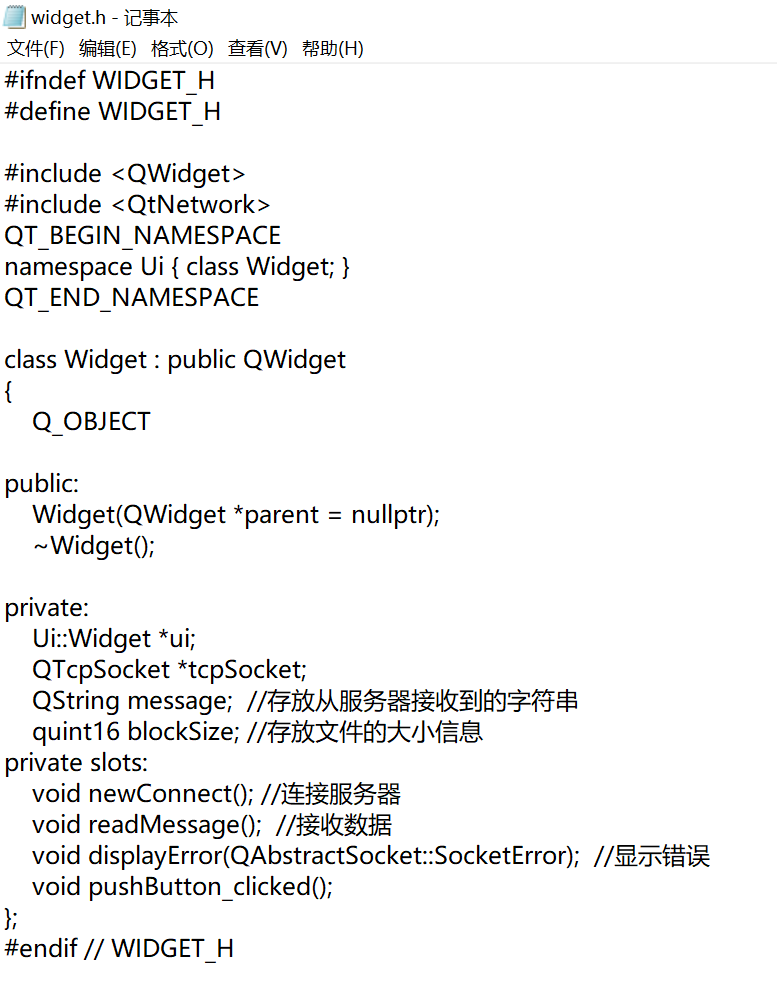 widget.h - 记事本
文件(F) 编辑(E) 格式(O) 查看(V) 帮助(H)
#ifndef WIDGET_H
#define WIDGET_H

#include <QWidget>
#include <QtNetwork>
QT_BEGIN_NAMESPACE
namespace Ui { class Widget; }
QT_END_NAMESPACE

class Widget : public QWidget
{
    Q_OBJECT

public:
    Widget(QWidget *parent = nullptr);
    ~Widget();

private:
    Ui::Widget *ui;
    QTcpSocket *tcpSocket;
    QString message;  //存放从服务器接收到的字符串
    quint16 blockSize; //存放文件的大小信息
private slots:
    void newConnect(); //连接服务器
    void readMessage();  //接收数据
    void displayError(QAbstractSocket::SocketError);  //显示错误
    void pushButton_clicked();
};
#endif // WIDGET_H